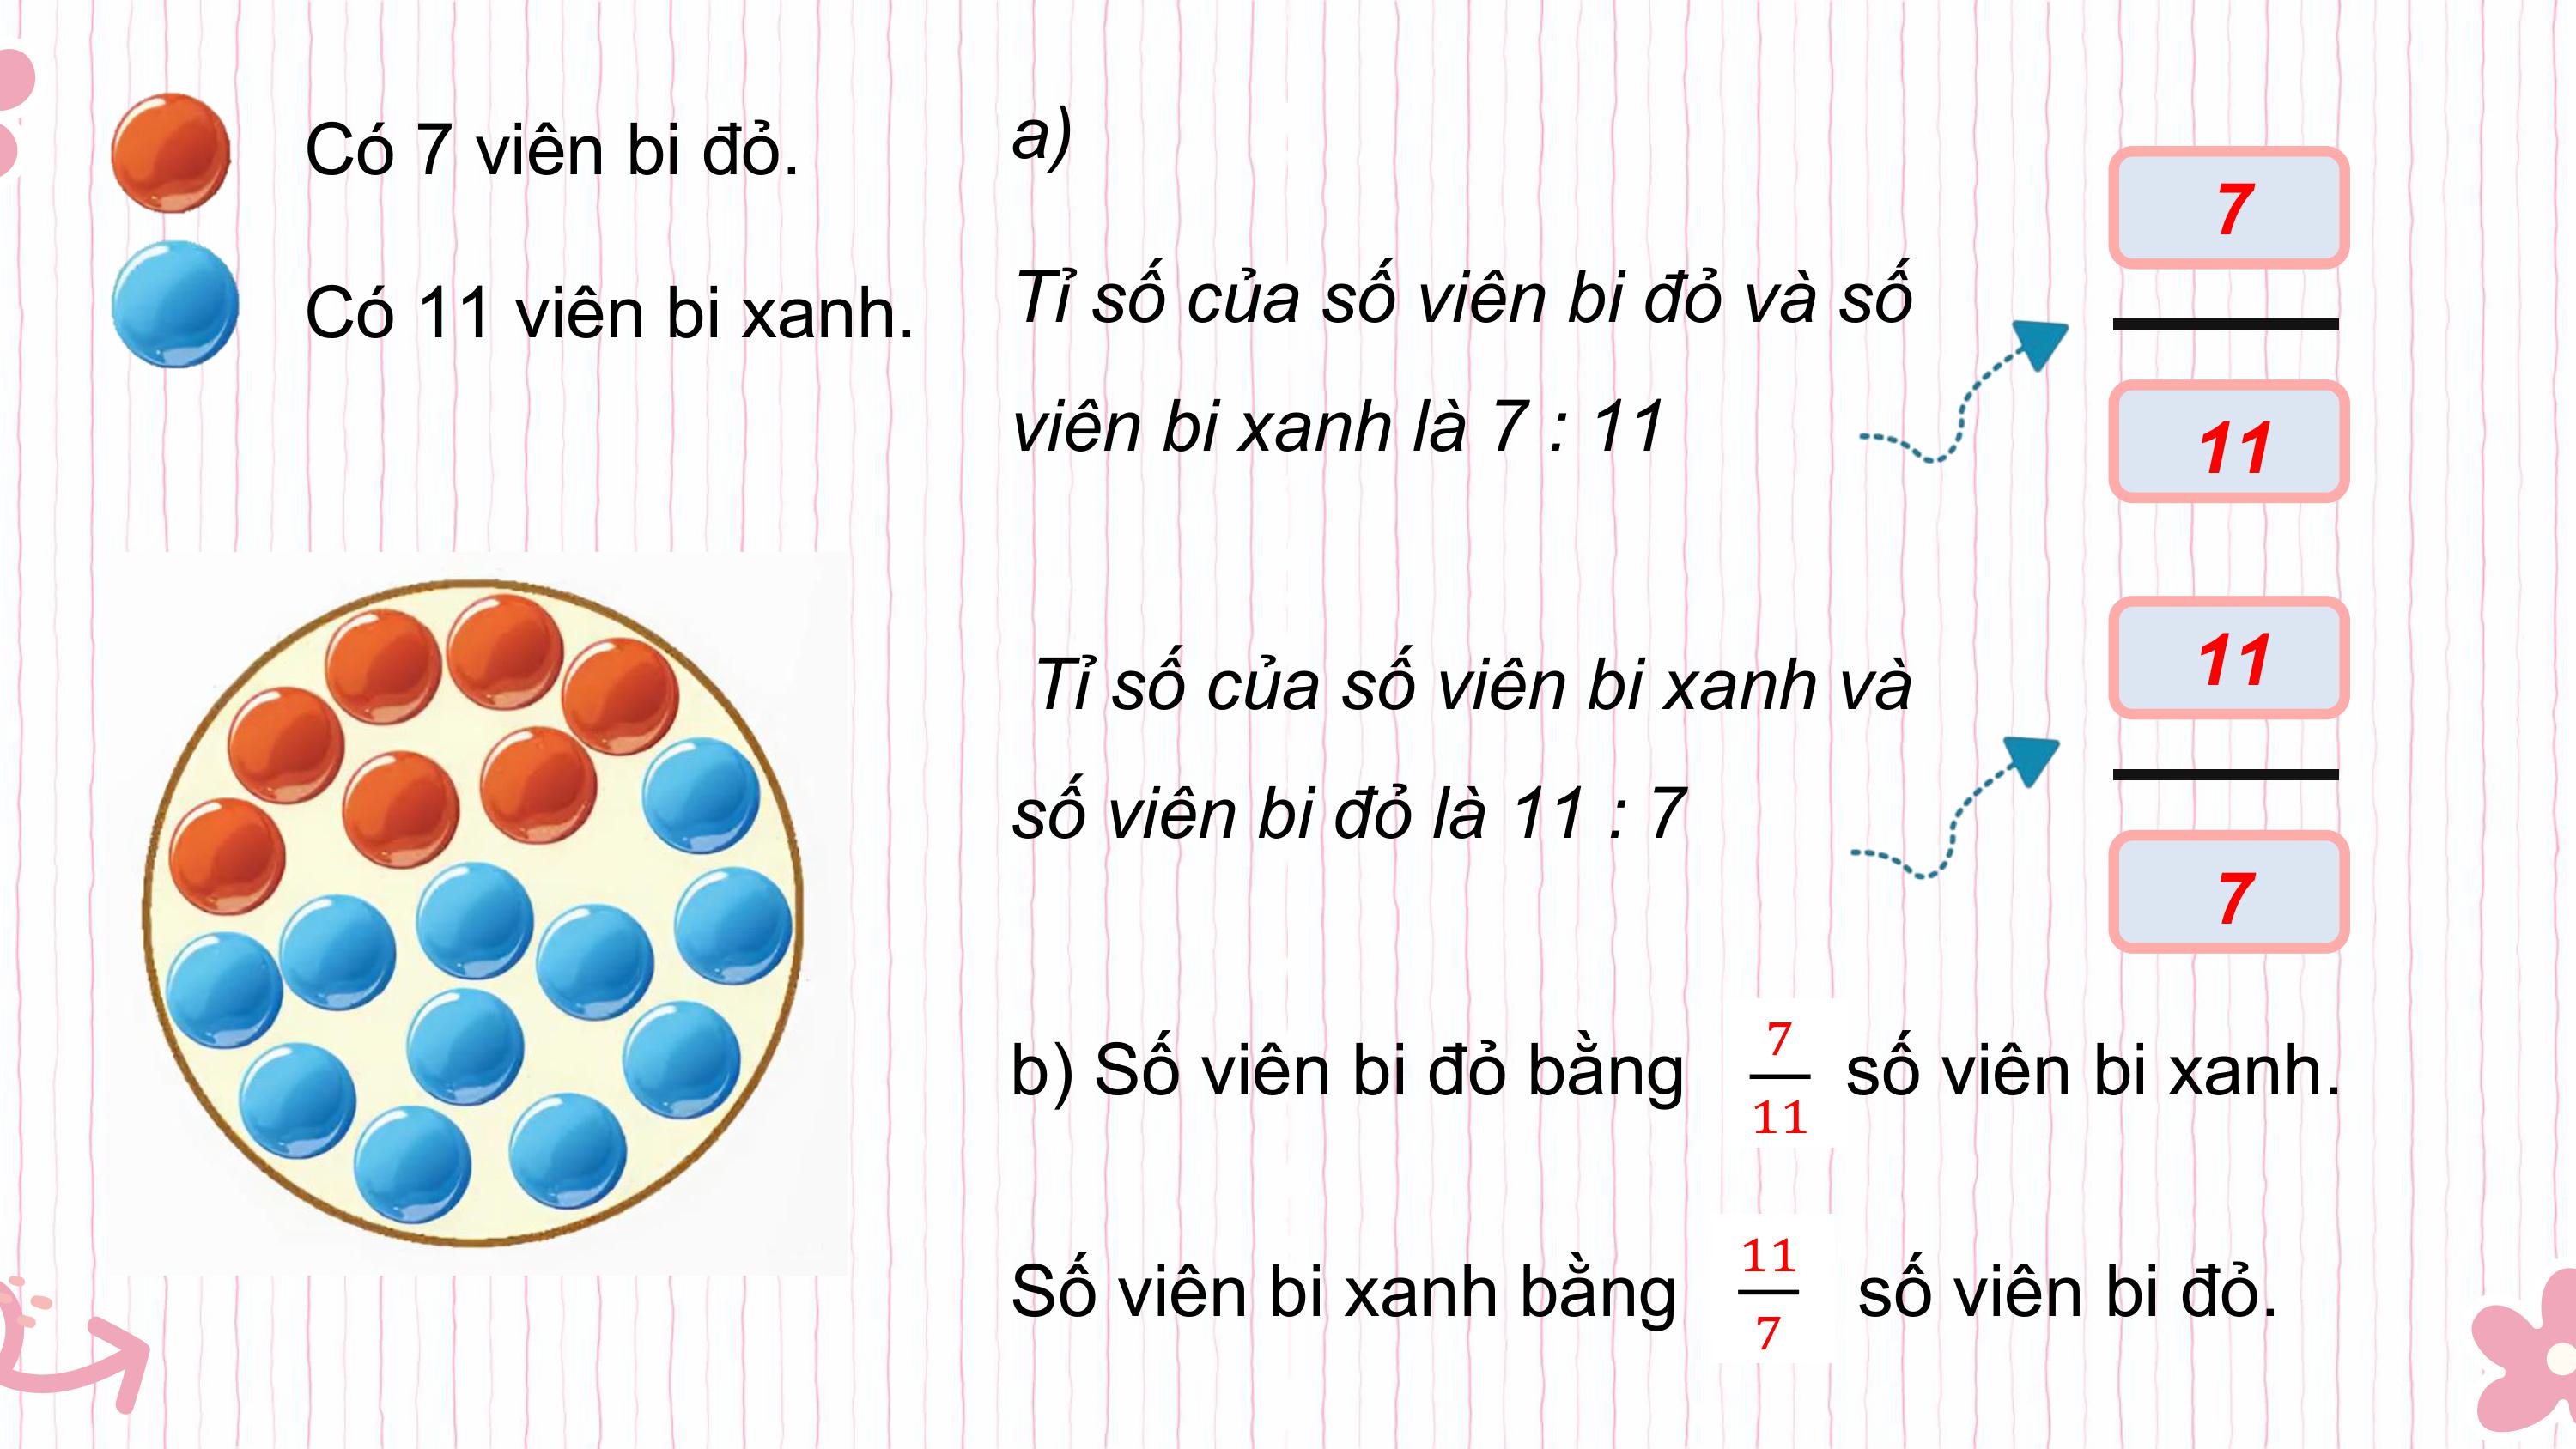 Có 7 viên bi đỏ.
Có 11 viên bi xanh.
a)
Tỉ số của số viên bi đỏ và số
viên bi xanh là 7 : 11
7
11
Tỉ số của số viên bi xanh và
số viên bi đỏ là 11 : 7
11
7
b) Số viên bi đỏ bằng 7/11 số viên bi xanh.
Số viên bi xanh bằng 11/7 số viên bi đỏ.